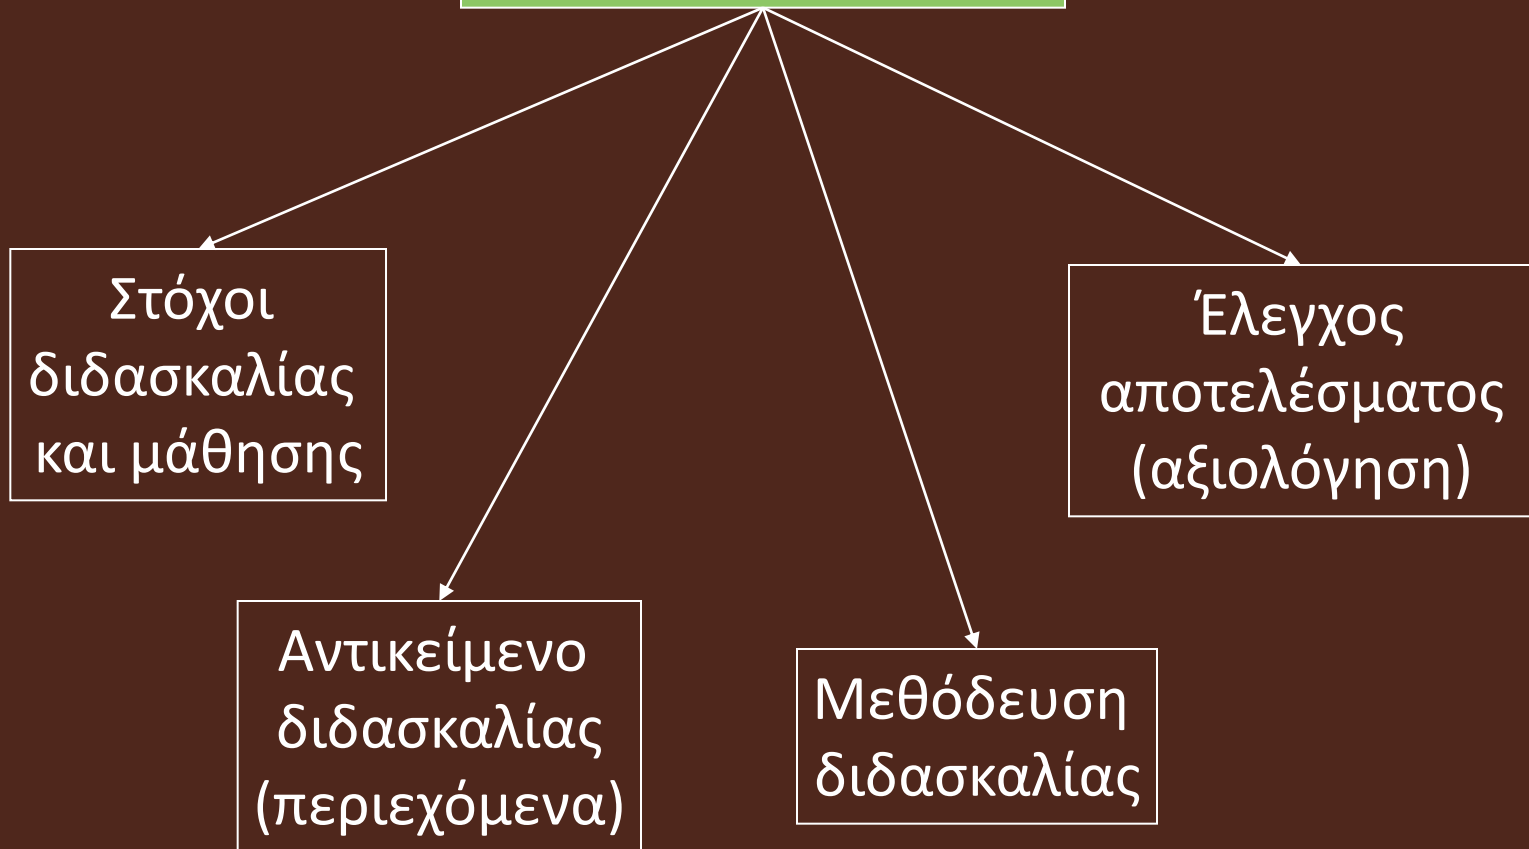 Στόχοι
διδασκαλίας
και μάθησης
Έλεγχος
αποτελέσματος
(αξιολόγηση)
Αντικείμενο
διδασκαλίας
(περιεχόμενα)
Μεθόδευση
διδασκαλίας